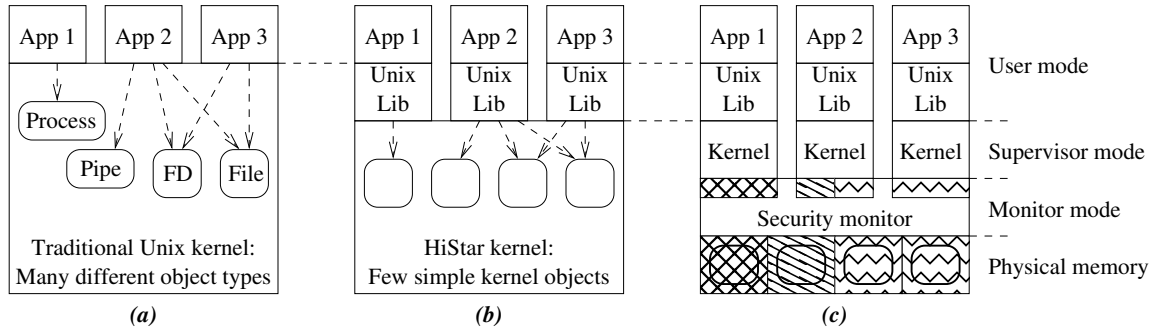 App 1 App 2 App 3
Process
Pipe FD File
Traditional Unix kernel:
Many different object types
(a)
App 1 App 2 App 3
Unix Unix Unix
Lib Lib Lib
HiStar kernel:
Few simple kernel objects
(b)
App 1 App 2 App 3
Unix Unix Unix
Lib Lib Lib
Kernel Kernel Kernel
Security monitor
(c)
User mode
Supervisor mode
Monitor mode
Physical memory